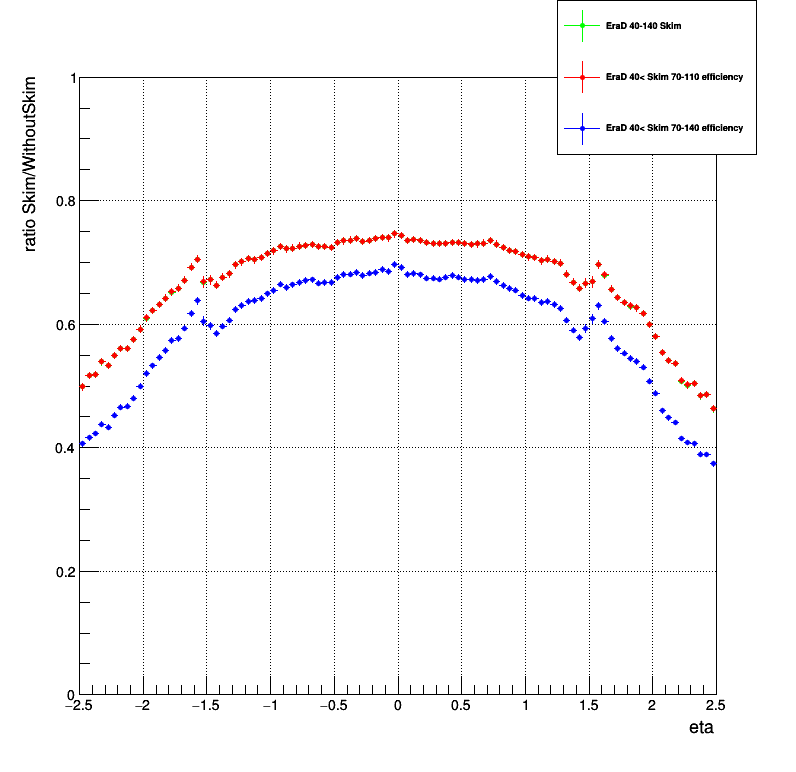 EraD 40-140 Skim
EraD 40< Skim 70-110 efficiency
EraD 40< Skim 70-140 efficiency
ratio Skim/WithoutSkim
1
0.8
0.6
0.4
0.2
0
−2.5 −2 −1.5 −1 −0.5 0 0.5 1 1.5 2 2.5
eta